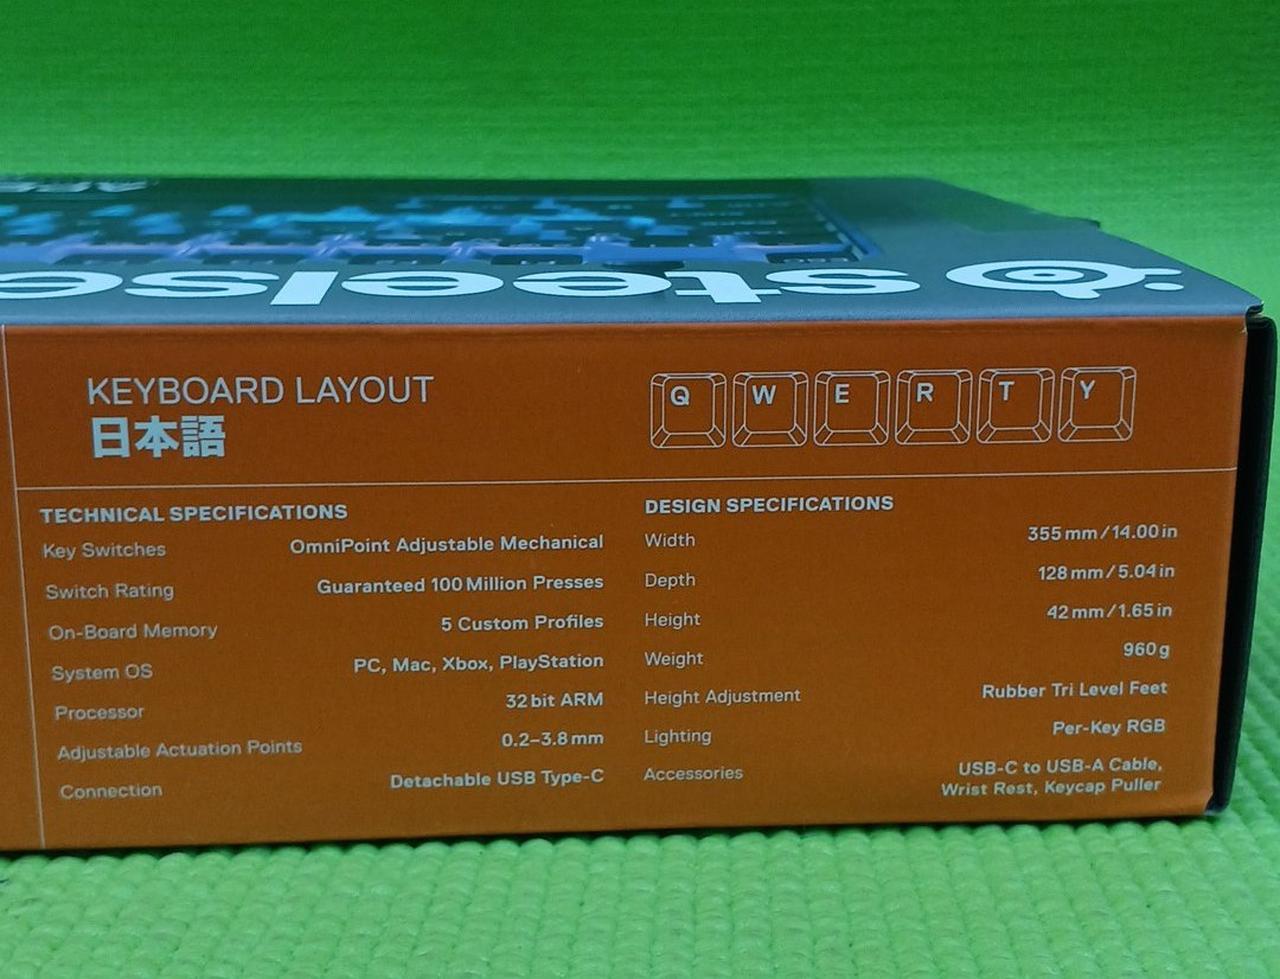 steelse
KEYBOARD LAYOUT
日本語
Q W E R T Y
TECHNICAL SPECIFICATIONS
Key Switches OmniPoint Adjustable Mechanical
Switch Rating Guaranteed 100 Million Presses
On-Board Memory 5 Custom Profiles
System OS PC, Mac, Xbox, PlayStation
Processor 32 bit ARM
Adjustable Actuation Points 0.2–3.8 mm
Connection Detachable USB Type-C
DESIGN SPECIFICATIONS
Width 355 mm / 14.00 in
Depth 128 mm / 5.04 in
Height 42 mm / 1.65 in
Weight 960 g
Height Adjustment Rubber Tri Level Feet
Lighting Per-Key RGB
Accessories USB-C to USB-A Cable,
Wrist Rest, Keycap Puller